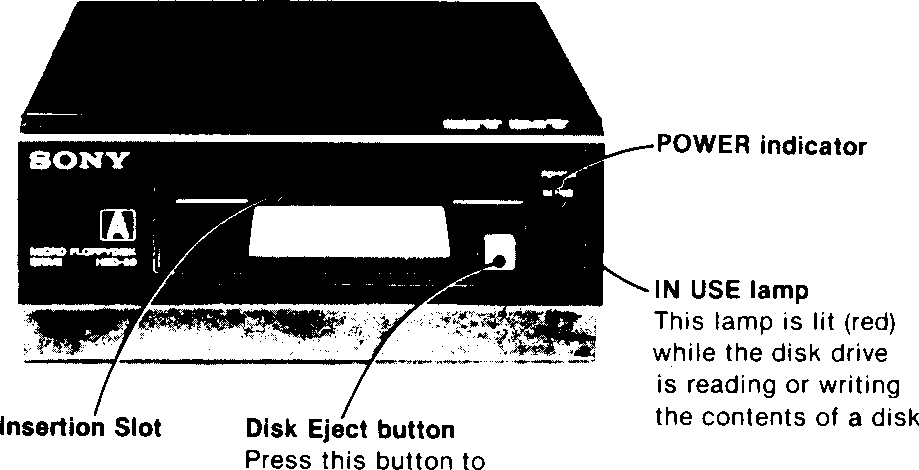 SONY
POWER indicator
A
MICRO FLOPPYDISK
DRIVE
IN USE lamp
This lamp is lit (red)
while the disk drive
is reading or writing
the contents of a disk
Insertion Slot
Disk Eject button
Press this button to